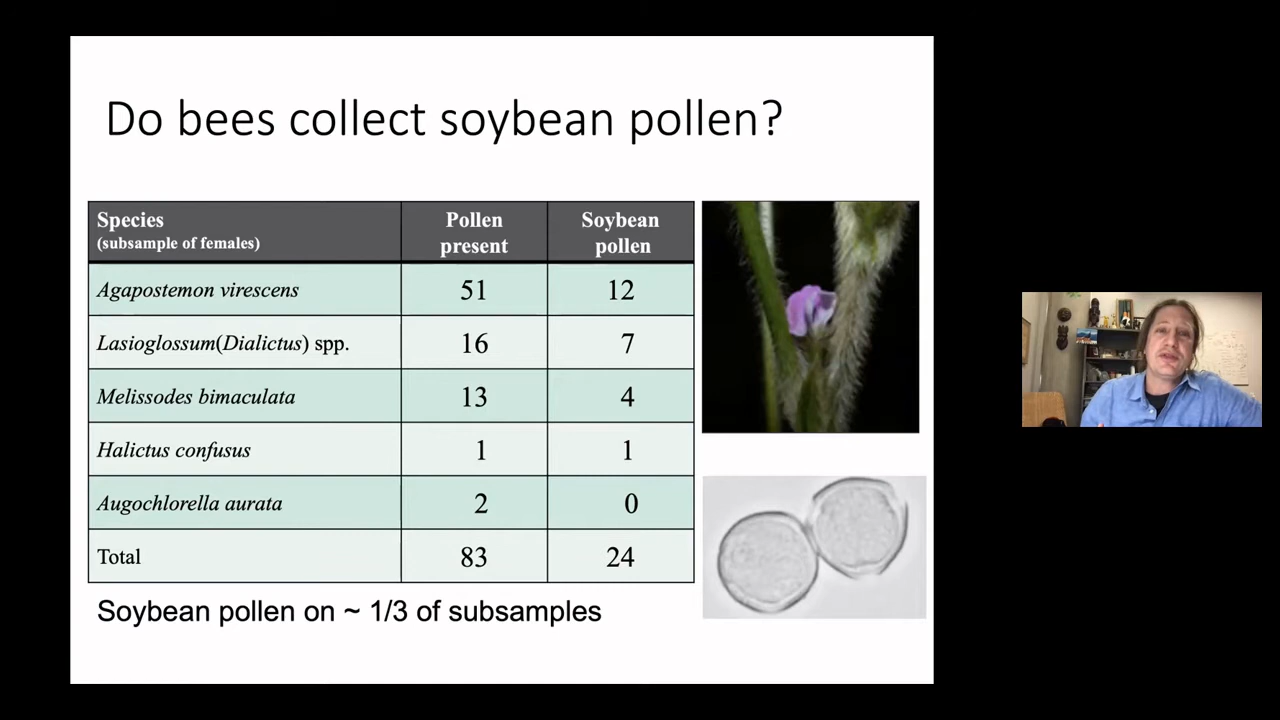 Do bees collect soybean pollen?
Species
(subsample of females)
Pollen
present
Soybean
pollen
Agapostemon virescens 51 12
Lasioglossum(Dialictus) spp. 16 7
Melissodes bimaculata 13 4
Halictus confusus 1 1
Augochlorella aurata 2 0
Total 83 24
Soybean pollen on ~ 1/3 of subsamples